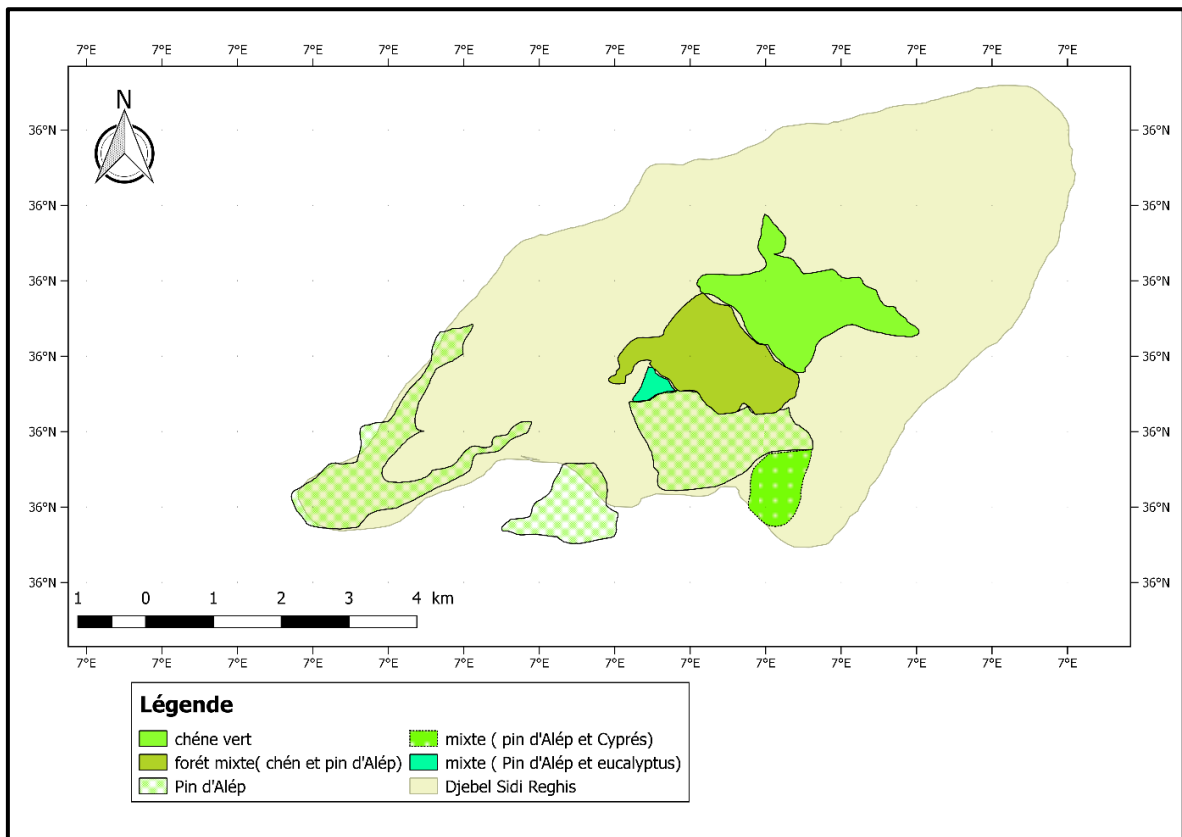 7°E 7°E 7°E 7°E 7°E 7°E 7°E 7°E 7°E 7°E 7°E 7°E 7°E 7°E
N
36°N 36°N
36°N 36°N
36°N 36°N
36°N 36°N
36°N 36°N
36°N 36°N
36°N 36°N
1 0 1 2 3 4 km
7°E 7°E 7°E 7°E 7°E 7°E 7°E 7°E 7°E 7°E 7°E 7°E 7°E 7°E
Légende
chéne vert
forét mixte( chén et pin d'Alép)
Pin d'Alép
mixte ( pin d'Alép et Cyprés)
mixte ( Pin d'Alép et eucalyptus)
Djebel Sidi Reghis